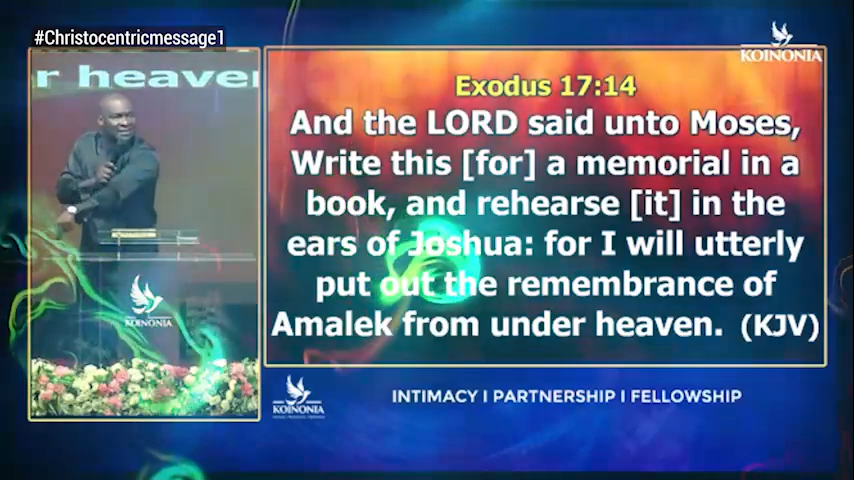 #Christocentricmessage1
r heaven
KOINONIA
Exodus 17:14
And the LORD said unto Moses,
Write this [for] a memorial in a
book, and rehearse [it] in the
ears of Joshua: for I will utterly
put out the remembrance of
Amalek from under heaven. (KJV)
KOINONIA
KOINONIA
INTIMACY I PARTNERSHIP I FELLOWSHIP